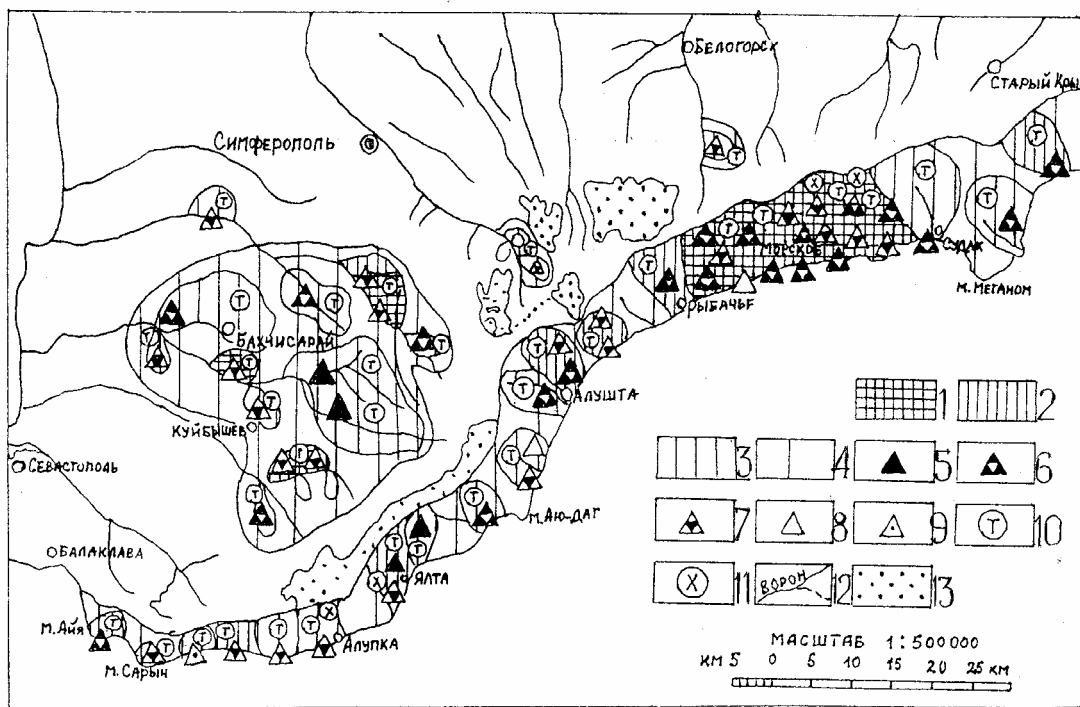 БЕЛОГОРСК
СТАРЫЙ КРЫ
СИМФЕРОПОЛЬ
МОРСКОЕ
СУДАК
М. МЕГАНОМ
РЫБАЧЬЕ
БАХЧИСАРАЙ
АЛУШТА
КУЙБЫШЕВ
СЕВАСТОПОЛЬ
М. АЮ-ДАГ
БАЛАКЛАВА
ЯЛТА
М. АЙЯ
АЛУПКА
М. САРЫЧ
1 2
3 4 5 6
7 8 9 Т 10
Х 11 ВОРОН 12 13
МАСШТАБ 1:500000
КМ 5 0 5 10 15 20 25 КМ